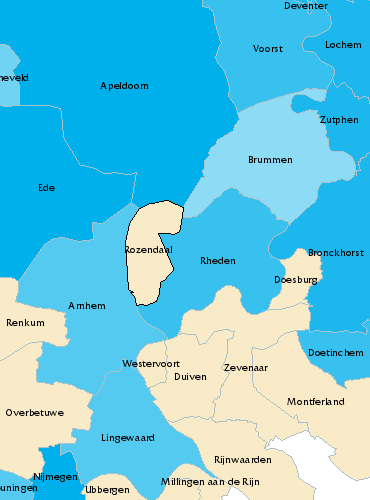 Deventer
Voorst
Lochem
neveld
Apeldoorn
Zutphen
Brummen
Ede
Rozendaal
Rheden
Bronckhorst
Doesburg
Arnhem
Renkum
Doetinchem
Westervoort
Zevenaar
Duiven
Montferland
Overbetuwe
Lingewaard
Rijnwaarden
Nijmegen
Millingen aan de Rijn
uningen
Ubbergen